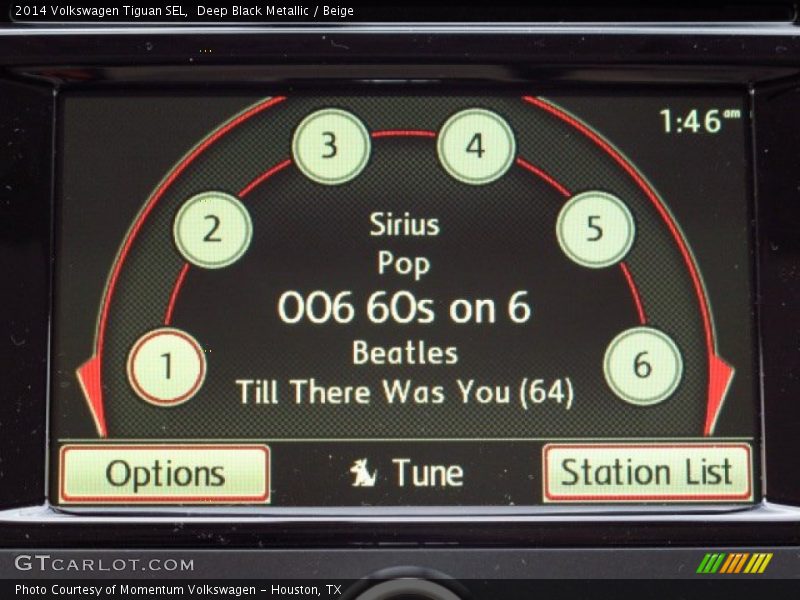 2014 Volkswagen Tiguan SEL,  Deep Black Metallic / Beige
1:46am
3 4
2 5
Sirius
Pop
006 60s on 6
Beatles
1 6
Till There Was You (64)
Options Tune Station List
GTCARLOT.COM
Photo Courtesy of Momentum Volkswagen - Houston, TX